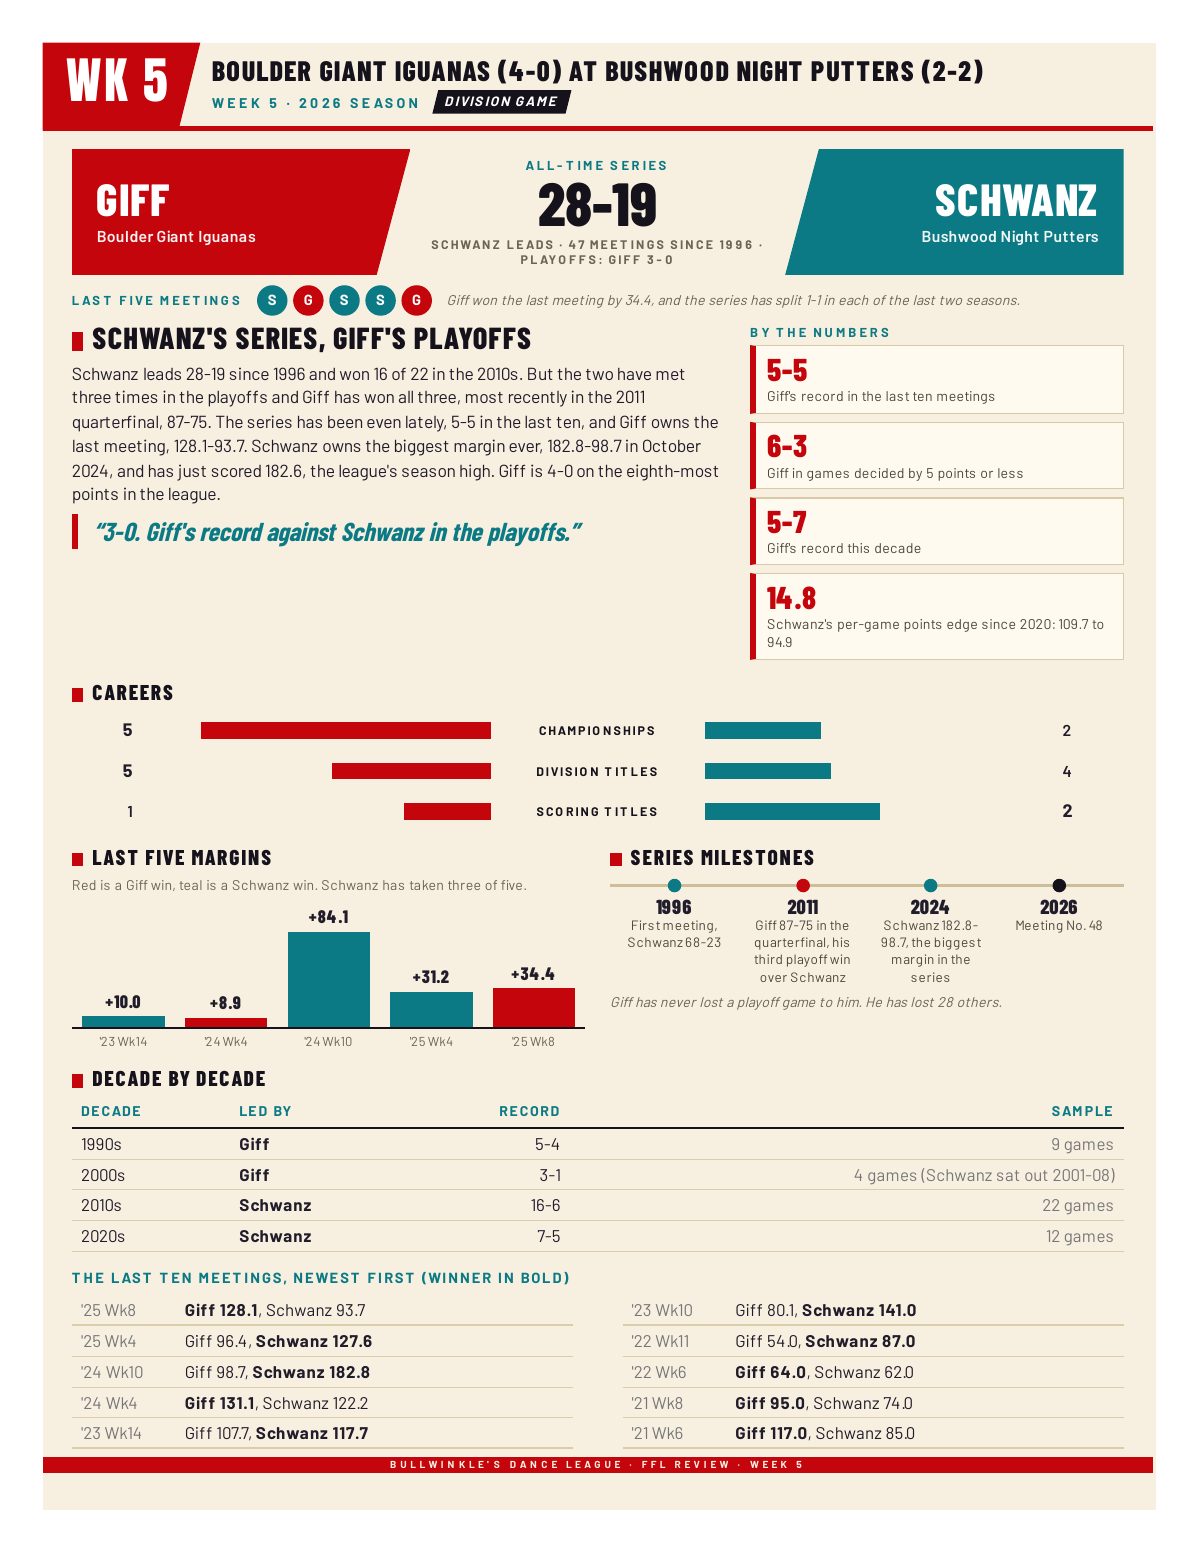 WK 5
BOULDER GIANT IGUANAS (4-0) AT BUSHWOOD NIGHT PUTTERS (2-2)
WEEK 5 · 2026 SEASON DIVISION GAME
GIFF
Boulder Giant Iguanas
ALL-TIME SERIES
28-19
SCHWANZ LEADS · 47 MEETINGS SINCE 1996 ·
PLAYOFFS: GIFF 3-0
SCHWANZ
Bushwood Night Putters
LAST FIVE MEETINGS S G S S G Giff won the last meeting by 34.4, and the series has split 1-1 in each of the last two seasons.
SCHWANZ'S SERIES, GIFF'S PLAYOFFS
Schwanz leads 28-19 since 1996 and won 16 of 22 in the 2010s. But the two have met
three times in the playoffs and Giff has won all three, most recently in the 2011
quarterfinal, 87-75. The series has been even lately, 5-5 in the last ten, and Giff owns the
last meeting, 128.1-93.7. Schwanz owns the biggest margin ever, 182.8-98.7 in October
2024, and has just scored 182.6, the league's season high. Giff is 4-0 on the eighth-most
points in the league.
“3-0. Giff's record against Schwanz in the playoffs.”
BY THE NUMBERS
5-5
Giff's record in the last ten meetings
6-3
Giff in games decided by 5 points or less
5-7
Giff's record this decade
14.8
Schwanz's per-game points edge since 2020: 109.7 to
94.9
CAREERS
5 CHAMPIONSHIPS 2
5 DIVISION TITLES 4
1 SCORING TITLES 2
LAST FIVE MARGINS
Red is a Giff win, teal is a Schwanz win. Schwanz has taken three of five.
+10.0 +8.9 +84.1 +31.2 +34.4
'23 Wk14 '24 Wk4 '24 Wk10 '25 Wk4 '25 Wk8
SERIES MILESTONES
1996
First meeting,
Schwanz 68-23
2011
Giff 87-75 in the
quarterfinal, his
third playoff win
over Schwanz
2024
Schwanz 182.8-
98.7, the biggest
margin in the
series
2026
Meeting No. 48
Giff has never lost a playoff game to him. He has lost 28 others.
DECADE BY DECADE
DECADE LED BY RECORD SAMPLE
1990s Giff 5-4 9 games
2000s Giff 3-1 4 games (Schwanz sat out 2001-08)
2010s Schwanz 16-6 22 games
2020s Schwanz 7-5 12 games
THE LAST TEN MEETINGS, NEWEST FIRST (WINNER IN BOLD)
'25 Wk8 Giff 128.1, Schwanz 93.7
'25 Wk4 Giff 96.4, Schwanz 127.6
'24 Wk10 Giff 98.7, Schwanz 182.8
'24 Wk4 Giff 131.1, Schwanz 122.2
'23 Wk14 Giff 107.7, Schwanz 117.7
'23 Wk10 Giff 80.1, Schwanz 141.0
'22 Wk11 Giff 54.0, Schwanz 87.0
'22 Wk6 Giff 64.0, Schwanz 62.0
'21 Wk8 Giff 95.0, Schwanz 74.0
'21 Wk6 Giff 117.0, Schwanz 85.0
BULLWINKLE'S DANCE LEAGUE · FFL REVIEW · WEEK 5